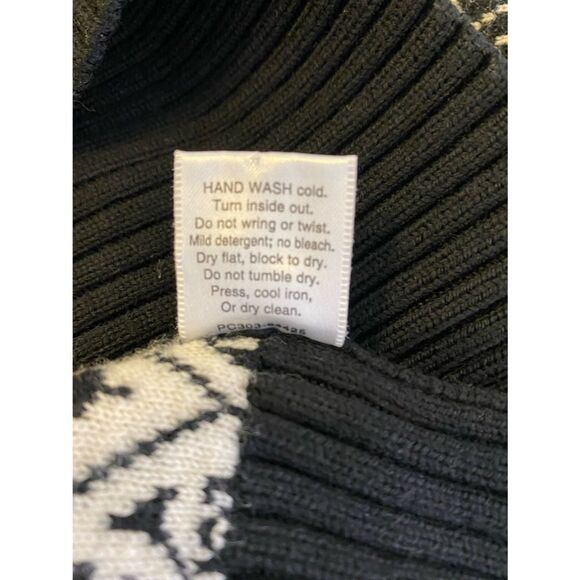 HAND WASH cold.
Turn inside out.
Do not wring or twist.
Mild detergent; no bleach.
Dry flat, block to dry.
Do not tumble dry.
Press, cool iron,
Or dry clean.